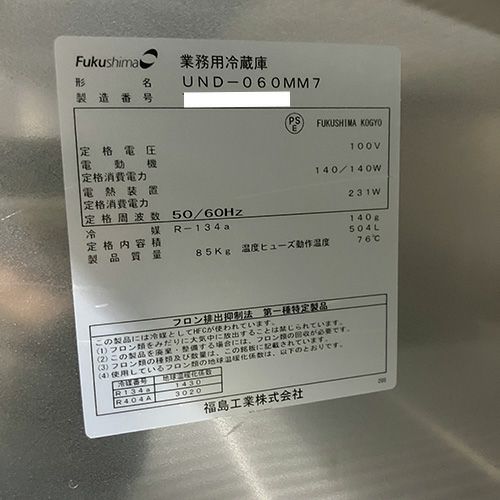 Fukushima 業務用冷蔵庫
形 名 UND-060MM7
製造番号
PSE FUKUSHIMA KOGYO
定格電圧 100V
電動機
定格消費電力 140/140W
電熱装置
定格消費電力 231W
定格周波数 50/60Hz
冷 媒 R-134a 140g
定格内容積 504L
製品質量 85Kg 温度ヒューズ動作温度 76℃
フロン排出抑制法 第一種特定製品
この製品には冷媒としてHFCが使われています。
(1) フロン類をみだりに大気中に放出することは禁じられています。
(2) この製品を廃棄・整備する場合には、フロン類の回収が必要です。
(3) フロン類の種類及び数量は、この銘板に記載されています。
(4) 使用しているフロン類の地球温暖化係数は、以下のとおりです。
冷媒番号 地球温暖化係数
R134a 1430
R404A 3920
福島工業株式会社